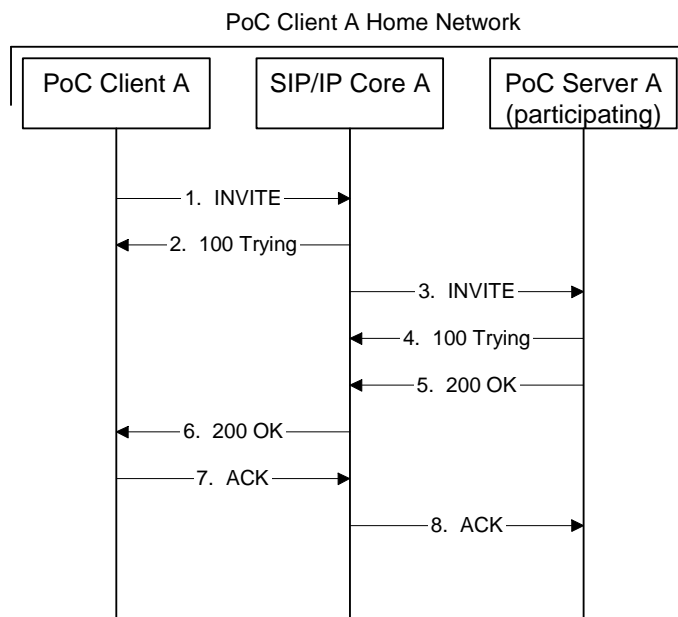 PoC Client A Home Network
PoC Client A
SIP/IP Core A
PoC Server A
(participating)
1. INVITE
2. 100 Trying
3. INVITE
4. 100 Trying
5. 200 OK
6. 200 OK
7. ACK
8. ACK